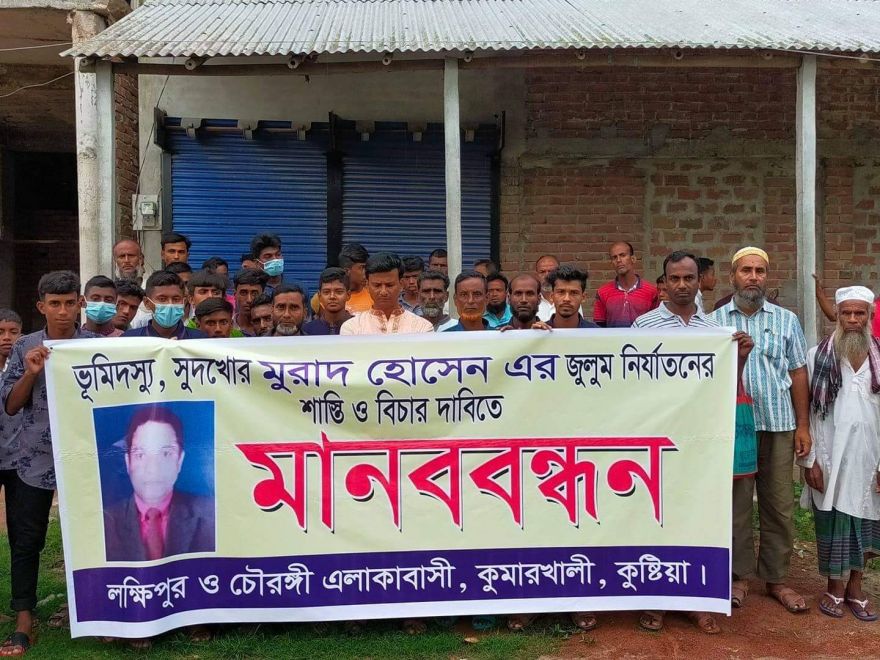 ভূমিদস্যু, সুদখোর মুরাদ হোসেন এর জুলুম নির্যাতনের
শাস্তি ও বিচার দাবিতে
মানববন্ধন
লক্ষিপুর ও চৌরঙ্গী এলাকাবাসী, কুমারখালী, কুষ্টিয়া।